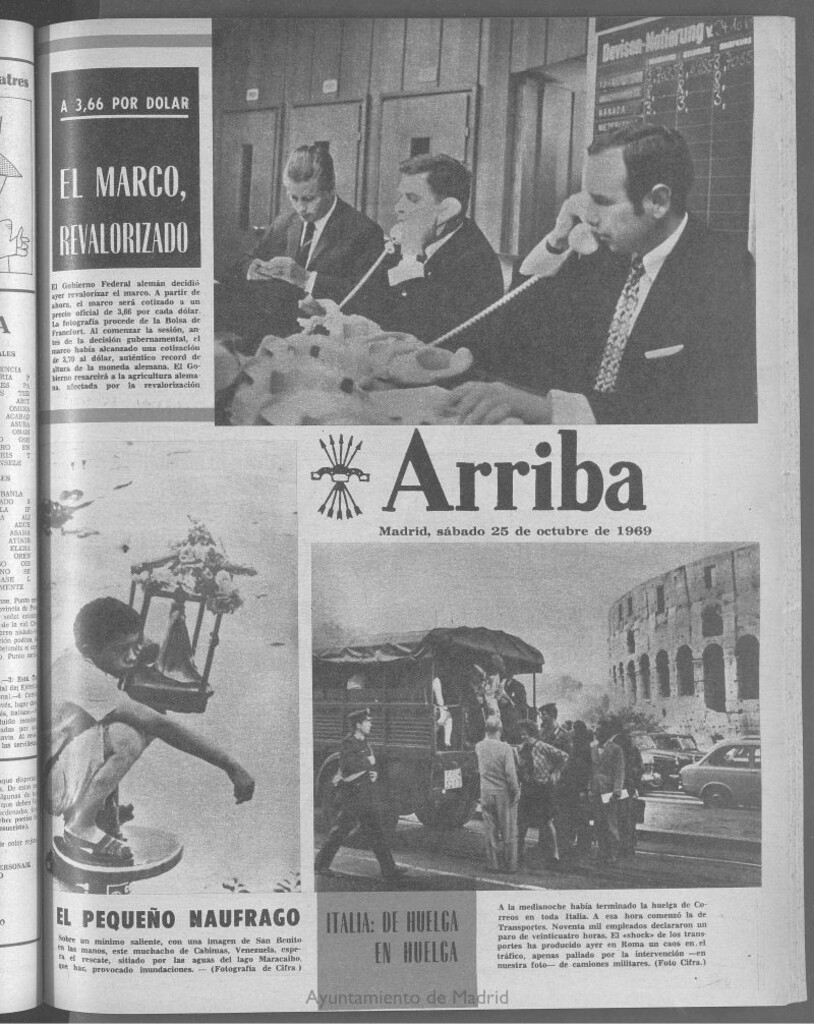 A 3,66 POR DOLAR
EL MARCO,
REVALORIZADO
El Gobierno Federal alemán decidió
ayer revalorizar el marco. A partir de
ahora, el marco será cotizado a un
precio oficial de 3,66 por cada dólar.
La fotografía procede de la Bolsa de
Francfort. Al comenzar la sesión, an-
tes de la decisión gubernamental, el
marco había alcanzado una cotización
de 3,70 al dólar, auténtico record de
altura de la moneda alemana. El Go-
bierno resarcirá a la agricultura alema-
na, afectada por la revalorización
Devisen-Notierung v.
Arriba
Madrid, sábado 25 de octubre de 1969
EL PEQUEÑO NAUFRAGO
Sobre un mínimo saliente, con una imagen de San Benito
en las manos, este muchacho de Cabimas, Venezuela, espe-
ra el rescate, sitiado por las aguas del lago Maracaibo,
que han provocado inundaciones. — (Fotografía de Cifra)
ITALIA: DE HUELGA
EN HUELGA
A la medianoche había terminado la huelga de Co-
rreos en toda Italia. A esa hora comenzó la de
Transportes. Noventa mil empleados declararon un
paro de veinticuatro horas. El «shock» de los trans-
portes ha producido ayer en Roma un caos en el
tráfico, apenas paliado por la intervención —en
nuestra foto— de camiones militares. (Foto Cifra.)
Ayuntamiento de Madrid